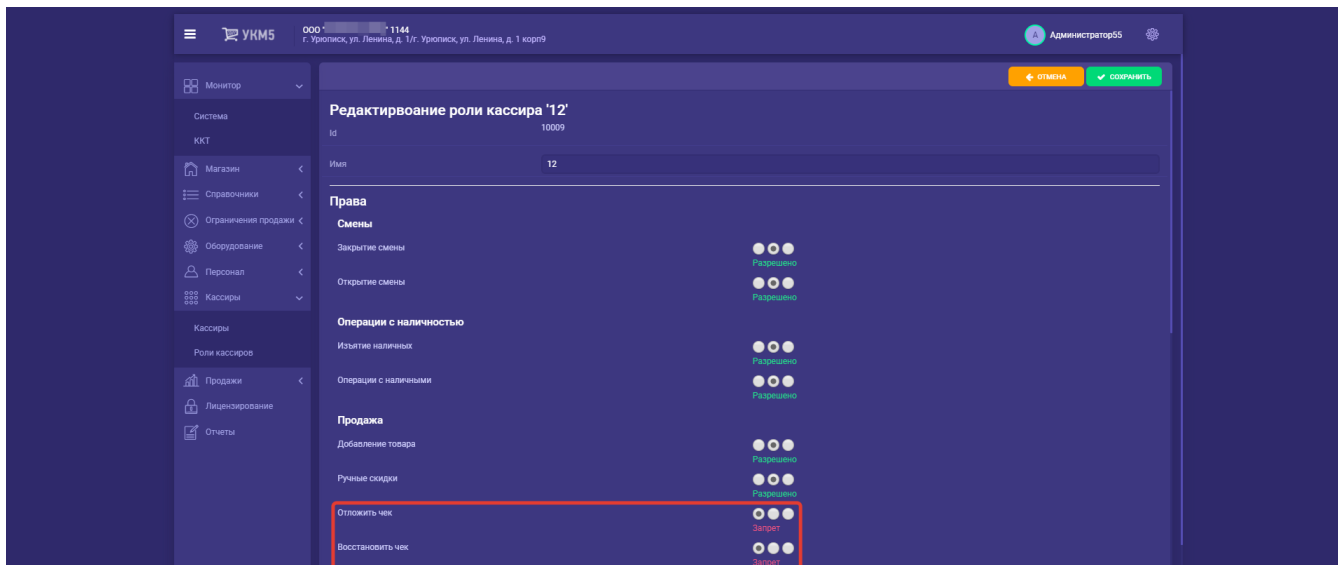 УКМ5
ООО " " 1144
г. Урюписк, ул. Ленина, д. 1/г. Урюписк, ул. Ленина, д. 1 корп9
А
Администратор55
ОТМЕНА
СОХРАНИТЬ
Монитор
Система
ККТ
Магазин
Справочники
Ограничения продажи
Оборудование
Персонал
Кассиры
Кассиры
Роли кассиров
Продажи
Лицензирование
Отчеты
Редактирвоание роли кассира '12'
Id 10009
Имя 12
Права
Смены
Закрытие смены
Разрешено
Открытие смены
Разрешено
Операции с наличностью
Изъятие наличных
Разрешено
Операции с наличными
Разрешено
Продажа
Добавление товара
Разрешено
Ручные скидки
Разрешено
Отложить чек
Запрет
Восстановить чек
Запрет